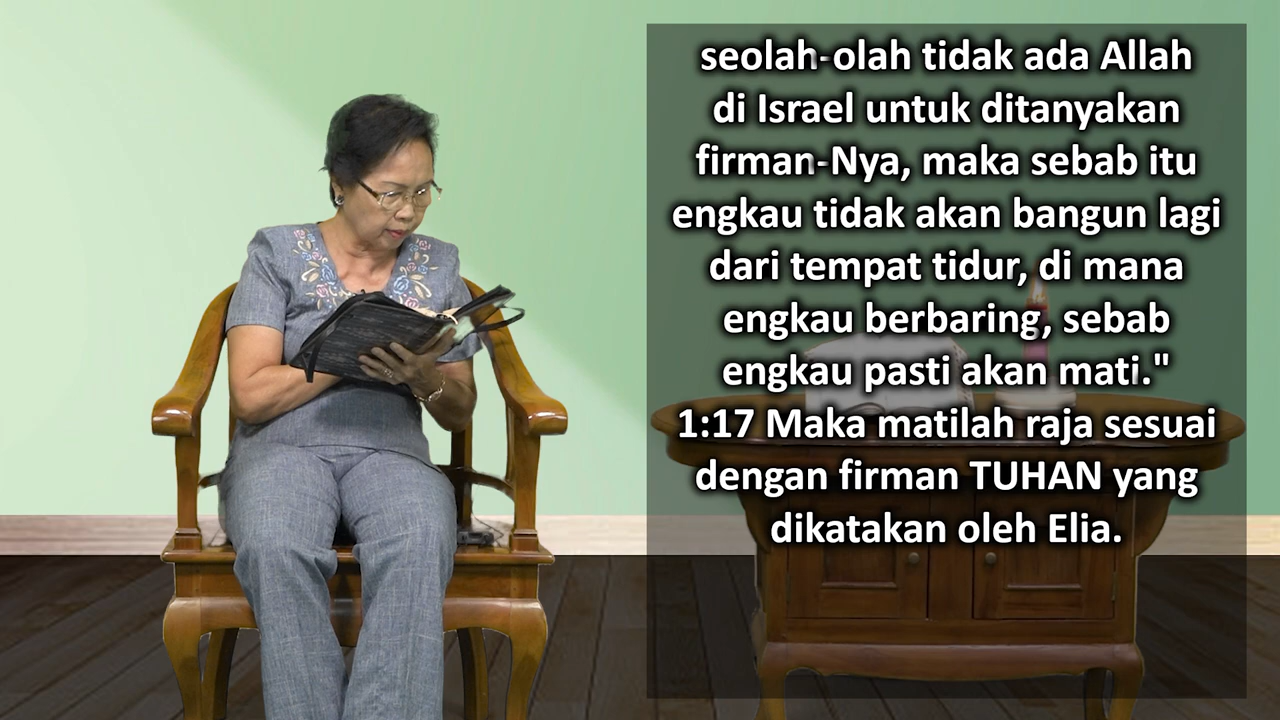 seolah-olah tidak ada Allah
di Israel untuk ditanyakan
firman-Nya, maka sebab itu
engkau tidak akan bangun lagi
dari tempat tidur, di mana
engkau berbaring, sebab
engkau pasti akan mati."
1:17 Maka matilah raja sesuai
dengan firman TUHAN yang
dikatakan oleh Elia.